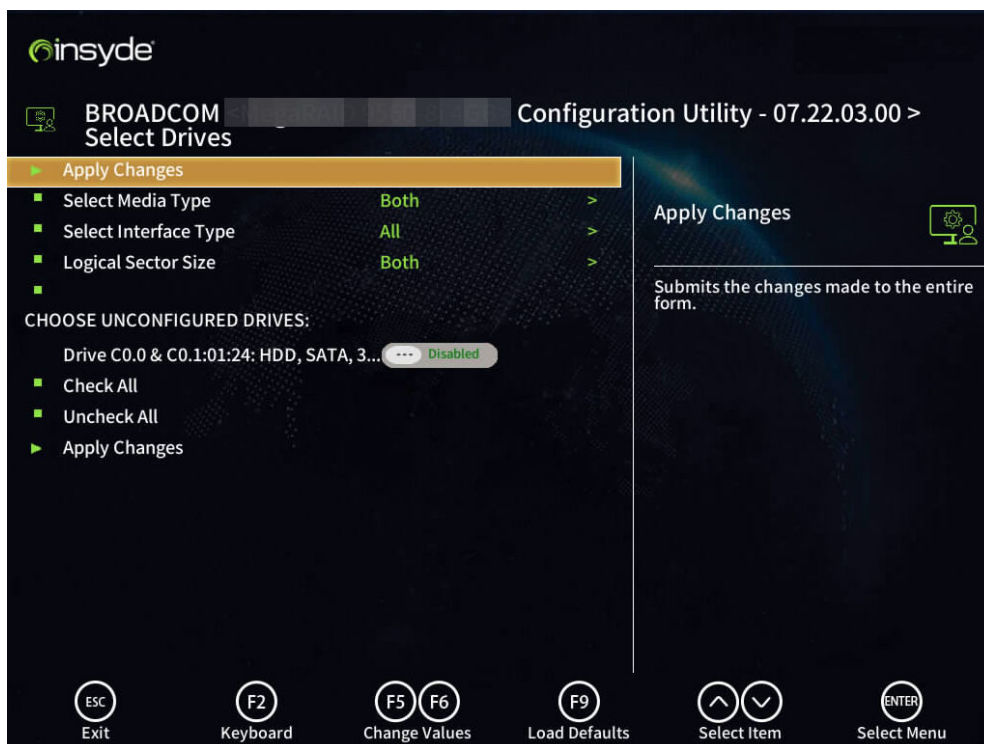 insyde
BROADCOM Configuration Utility - 07.22.03.00 >
Select Drives
Apply Changes
Select Media Type Both >
Select Interface Type All >
Logical Sector Size Both >
CHOOSE UNCONFIGURED DRIVES:
Drive C0.0 & C0.1:01:24: HDD, SATA, 3... Disabled
Check All
Uncheck All
Apply Changes
Apply Changes
Submits the changes made to the entire
form.
ESC F2 F5 F6 F9 ENTER
Exit Keyboard Change Values Load Defaults Select Item Select Menu